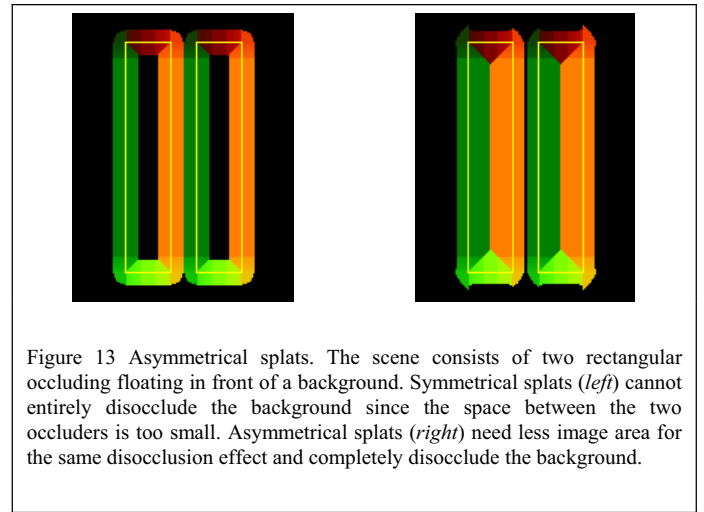 Figure 13 Asymmetrical splats. The scene consists of two rectangular
occluding floating in front of a background. Symmetrical splats (left) cannot
entirely disocclude the background since the space between the two
occluders is too small. Asymmetrical splats (right) need less image area for
the same disocclusion effect and completely disocclude the background.